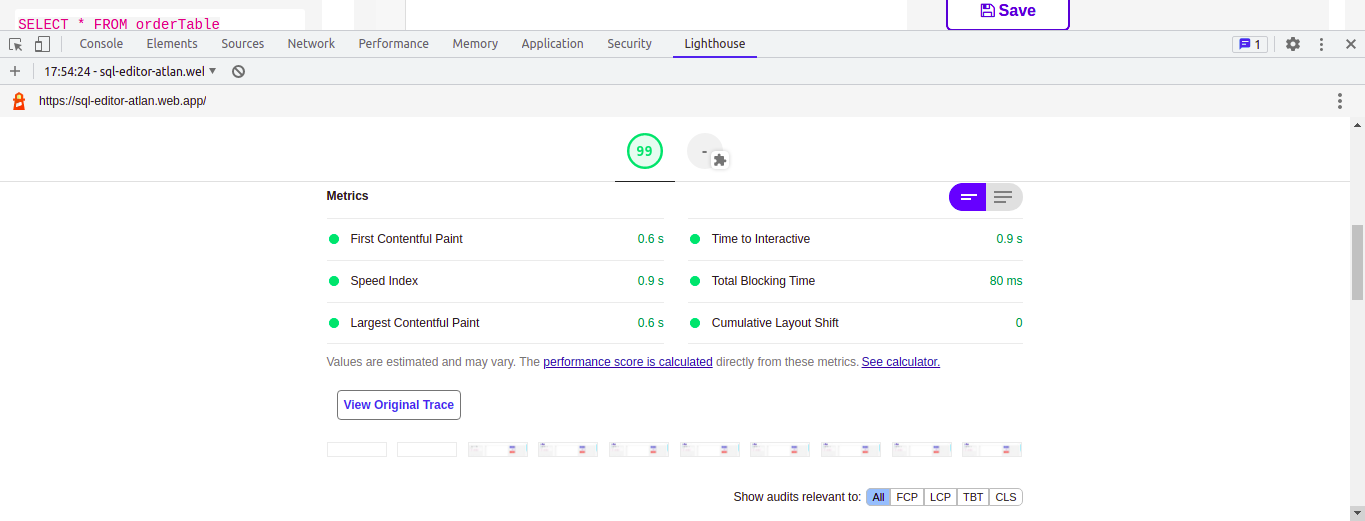 Save
SELECT * FROM orderTable
Console Elements Sources Network Performance Memory Application Security Lighthouse 1
17:54:24 - sql-editor-atlan.wel
https://sql-editor-atlan.web.app/
99 -
Metrics
First Contentful Paint 0.6 s Time to Interactive 0.9 s
Speed Index 0.9 s Total Blocking Time 80 ms
Largest Contentful Paint 0.6 s Cumulative Layout Shift 0
Values are estimated and may vary. The performance score is calculated directly from these metrics. See calculator.
View Original Trace
Show audits relevant to: All FCP LCP TBT CLS